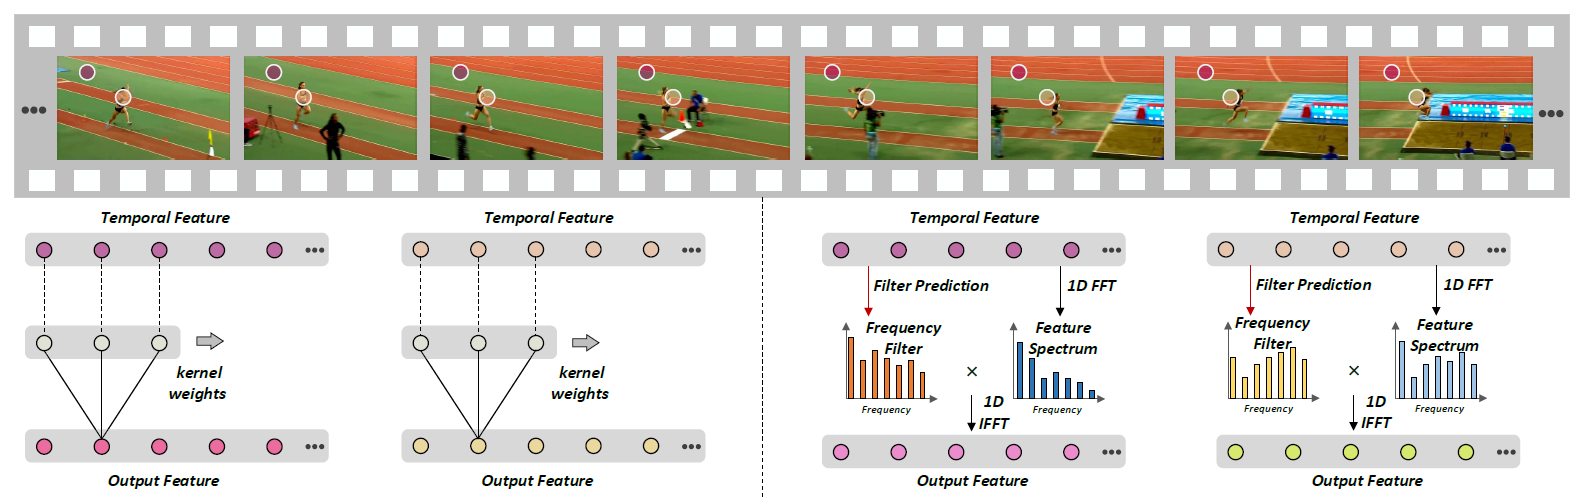 Temporal Feature
kernel
weights
Output Feature
Temporal Feature
kernel
weights
Output Feature
Temporal Feature
Filter Prediction
1D FFT
Frequency
Filter
Feature
Spectrum
×
Frequency
Frequency
1D
IFFT
Output Feature
Temporal Feature
Filter Prediction
1D FFT
Frequency
Filter
Feature
Spectrum
×
Frequency
Frequency
1D
IFFT
Output Feature